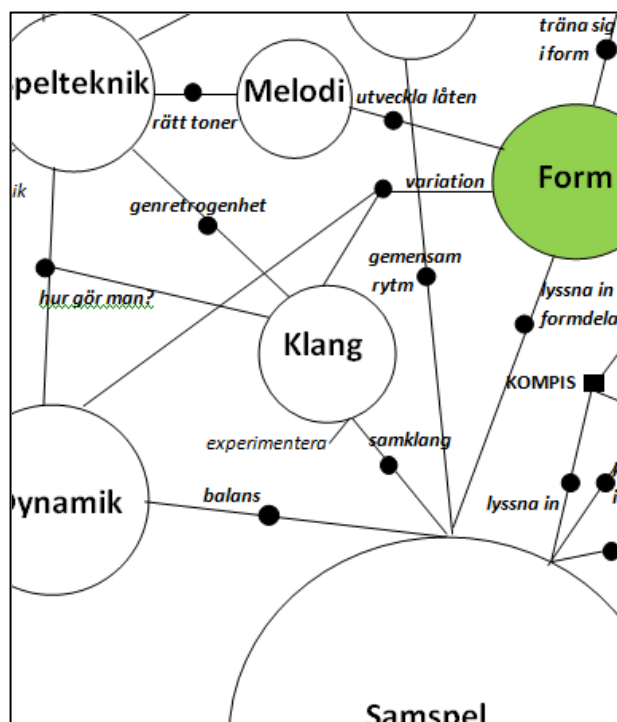 träna sig
i form
pelteknik
Melodi
utveckla låten
rätt toner
Form
variation
ik
genretrogenhet
gemensam
rytm
hur gör man?
lyssna in
formdela
Klang
KOMPIS
experimentera
samklang
balans
lyssna in
i
Dynamik
Samspel